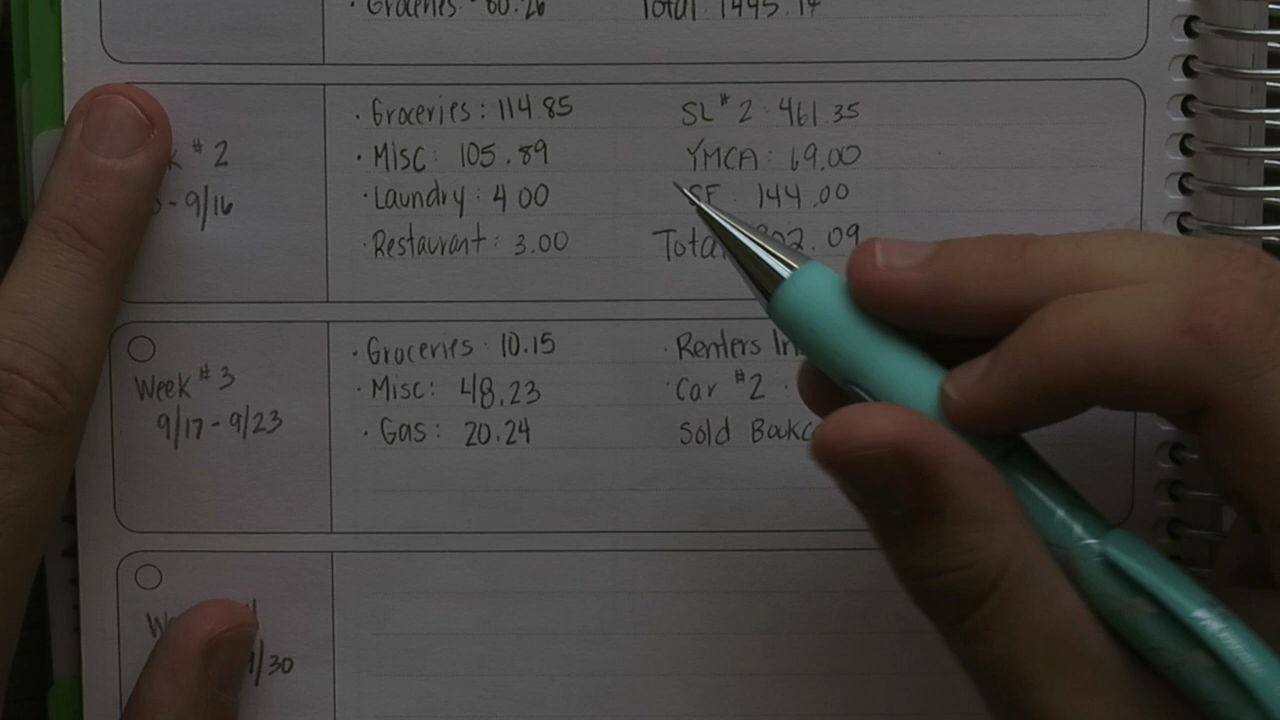 · Groceries 60.26 Total 1445.14
# 2
- 9/16
· Groceries : 114 85
· Misc : 105 . 89
· Laundry : 4 00
· Restaurant : 3.00
SL # 2 · 461.35
YMCA : 69.00
144 .00
.09
Week # 3
9/17 - 9/23
· Groceries 10.15
· Misc : 48.23
· Gas : 20.24
· Renters
· Car #2
Sold
/30